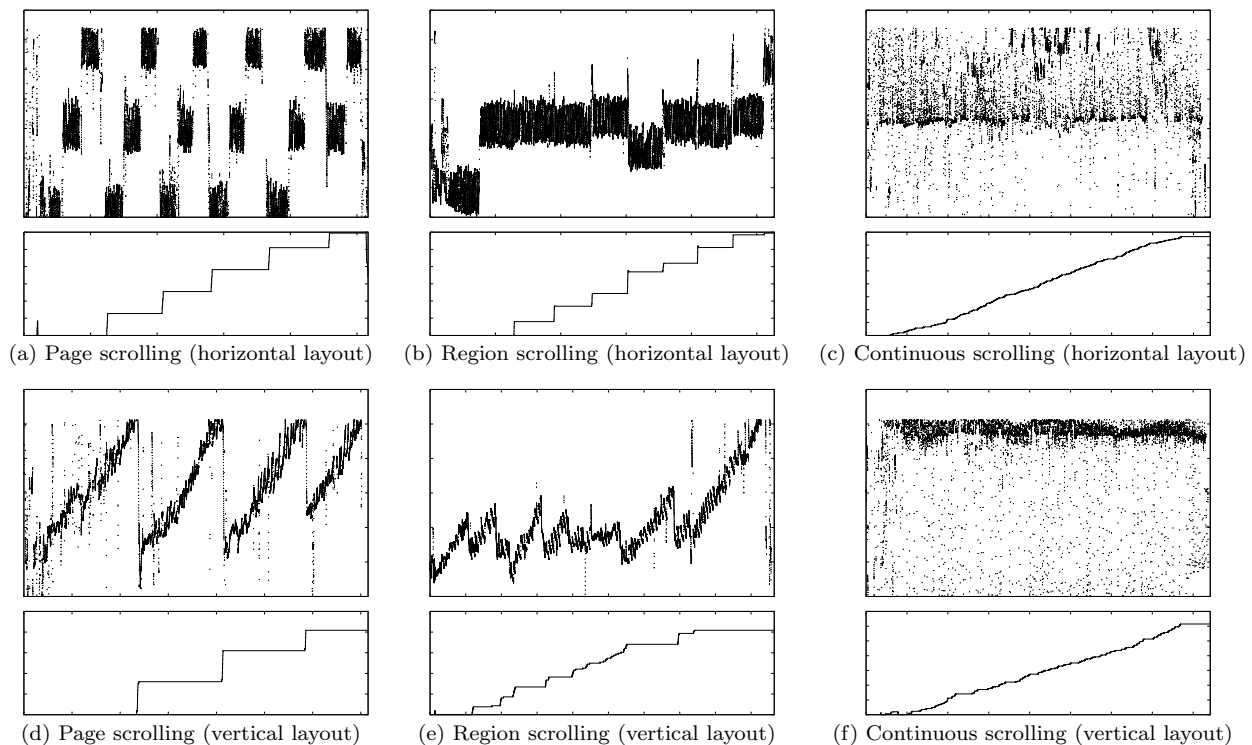 (a) Page scrolling (horizontal layout)
(b) Region scrolling (horizontal layout)
(c) Continuous scrolling (horizontal layout)
(d) Page scrolling (vertical layout)
(e) Region scrolling (vertical layout)
(f) Continuous scrolling (vertical layout)